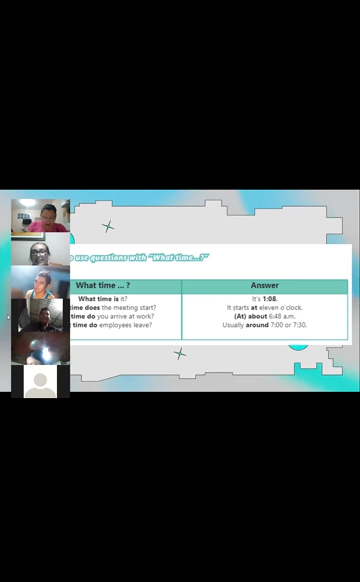 o use questions with "What time...?"
What time ... ? Answer
What time is it? It's 1:08.
time does the meeting start? It starts at eleven o'clock.
time do you arrive at work? (At) about 6:48 a.m.
t time do employees leave? Usually around 7:00 or 7:30.